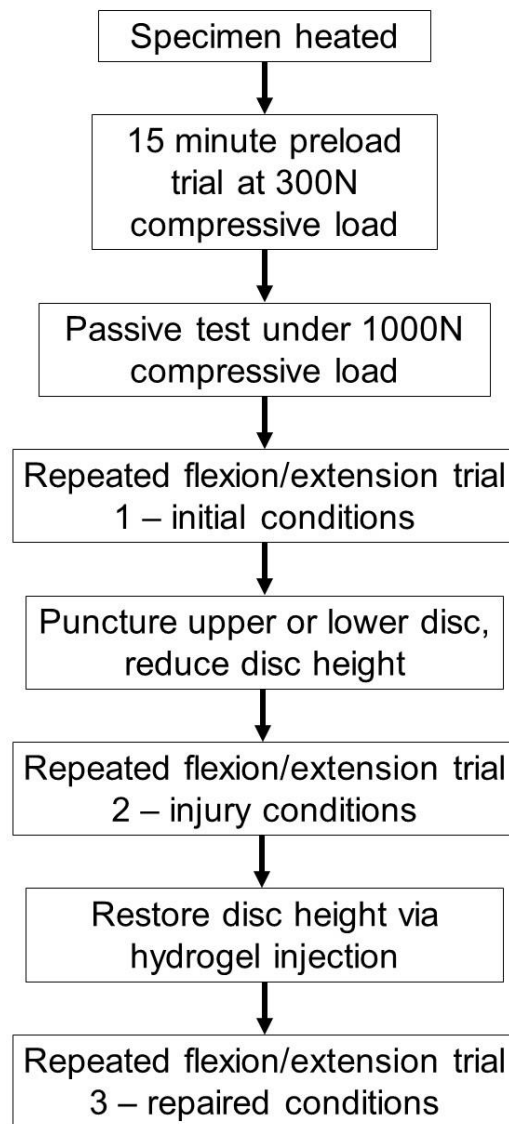 Specimen heated
15 minute preload
trial at 300N
compressive load
Passive test under 1000N
compressive load
Repeated flexion/extension trial
1 – initial conditions
Puncture upper or lower disc,
reduce disc height
Repeated flexion/extension trial
2 – injury conditions
Restore disc height via
hydrogel injection
Repeated flexion/extension trial
3 – repaired conditions